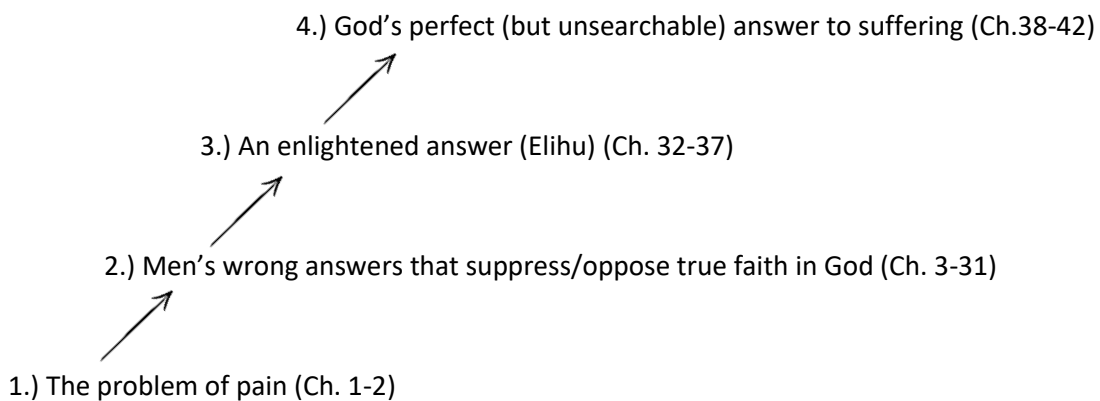 4.) God’s perfect (but unsearchable) answer to suffering (Ch.38-42)
3.) An enlightened answer (Elihu) (Ch. 32-37)
2.) Men’s wrong answers that suppress/oppose true faith in God (Ch. 3-31)
1.) The problem of pain (Ch. 1-2)